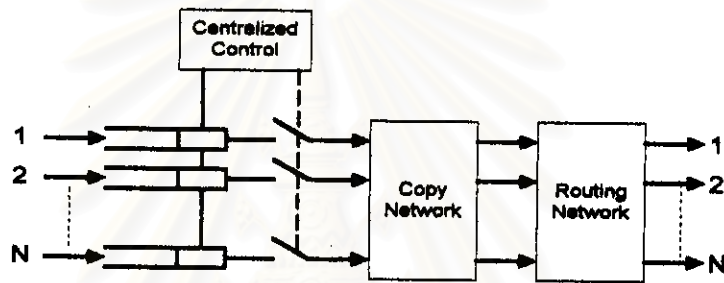 Centralized
Control
1
2
N
Copy
Network
Routing
Network
1
2
N